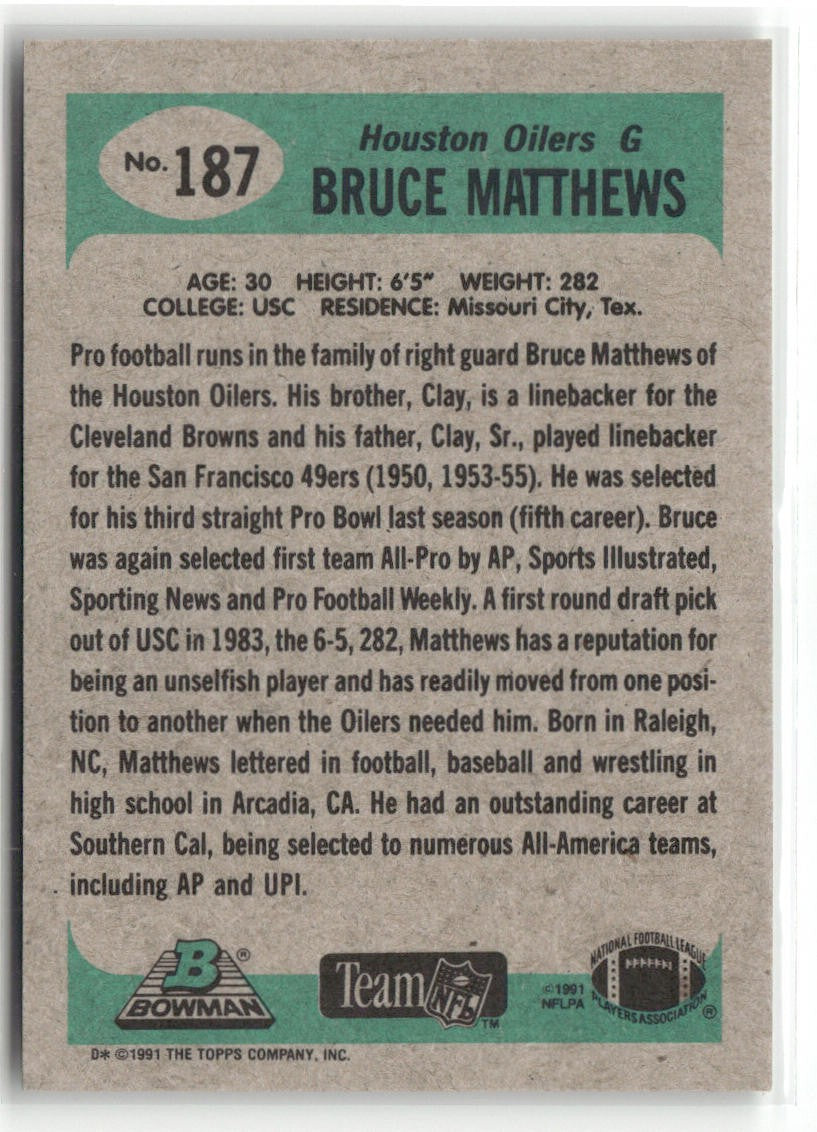 No. 187
Houston Oilers G
BRUCE MATTHEWS
AGE: 30 HEIGHT: 6'5" WEIGHT: 282
COLLEGE: USC RESIDENCE: Missouri City, Tex.
Pro football runs in the family of right guard Bruce Matthews of
the Houston Oilers. His brother, Clay, is a linebacker for the
Cleveland Browns and his father, Clay, Sr., played linebacker
for the San Francisco 49ers (1950, 1953-55). He was selected
for his third straight Pro Bowl last season (fifth career). Bruce
was again selected first team All-Pro by AP, Sports Illustrated,
Sporting News and Pro Football Weekly. A first round draft pick
out of USC in 1983, the 6-5, 282, Matthews has a reputation for
being an unselfish player and has readily moved from one posi-
tion to another when the Oilers needed him. Born in Raleigh,
NC, Matthews lettered in football, baseball and wrestling in
high school in Arcadia, CA. He had an outstanding career at
Southern Cal, being selected to numerous All-America teams,
including AP and UPI.
B®
BOWMAN
Team NFL™
©1991
NFLPA
NATIONAL FOOTBALL LEAGUE
PLAYERS ASSOCIATION®
D* ©1991 THE TOPPS COMPANY, INC.